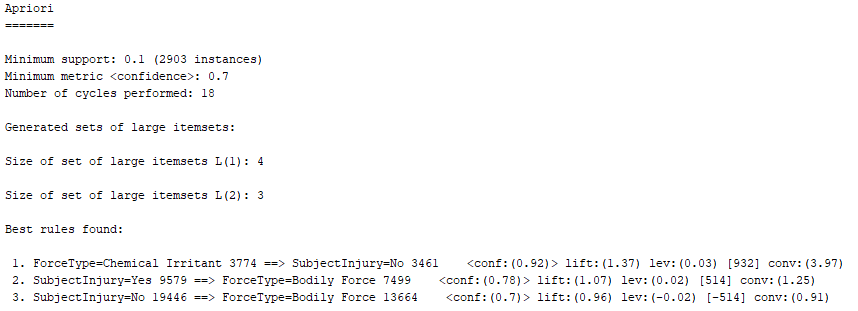 Apriori
=======
Minimum support: 0.1 (2903 instances)
Minimum metric <confidence>: 0.7
Number of cycles performed: 18
Generated sets of large itemsets:
Size of set of large itemsets L(1): 4
Size of set of large itemsets L(2): 3
Best rules found:
1. ForceType=Chemical Irritant 3774 ==> SubjectInjury=No 3461    <conf:(0.92)> lift:(1.37) lev:(0.03) [932] conv:(3.97)
2. SubjectInjury=Yes 9579 ==> ForceType=Bodily Force 7499    <conf:(0.78)> lift:(1.07) lev:(0.02) [514] conv:(1.25)
3. SubjectInjury=No 19446 ==> ForceType=Bodily Force 13664    <conf:(0.7)> lift:(0.96) lev:(-0.02) [-514] conv:(0.91)